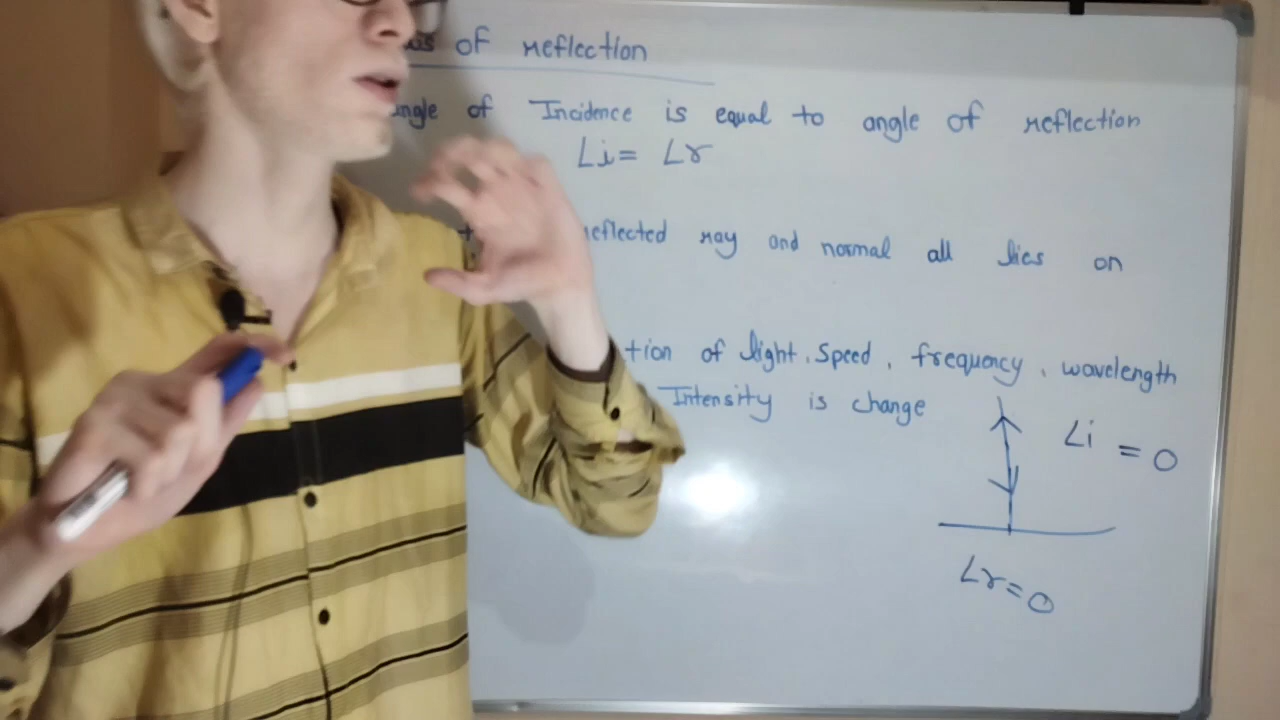 of reflection
angle of Incidence is equal to angle of reflection
∠i = ∠r
reflected ray and normal all lies on
tion of light, Speed, frequency, wavelength
Intensity is change
∠i = 0
∠r = 0